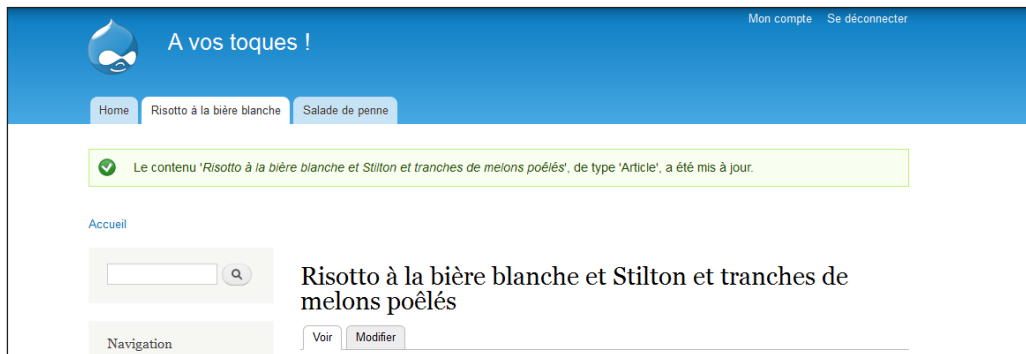 Mon compte Se déconnecter
A vos toques !
Home Risotto à la bière blanche Salade de penne
Le contenu 'Risotto à la bière blanche et Stilton et tranches de melons poêlés', de type 'Article', a été mis à jour.
Accueil
Risotto à la bière blanche et Stilton et tranches de
melons poêlés
Voir Modifier
Navigation